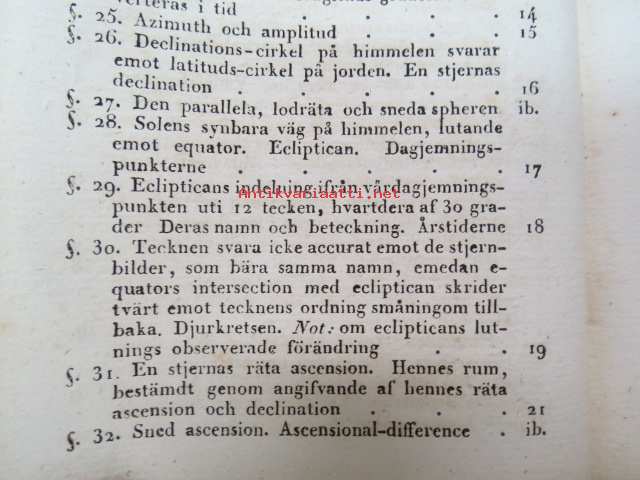 verteras i tid . . . . . 14
§. 25. Azimuth och amplitud . . . . 15
§. 26. Declinations-cirkel på himmelen svarar
emot latituds-cirkel på jorden. En stjernas
declination . . . . . . 16
§. 27. Den parallela, lodräta och sneda spheren ib.
§. 28. Solens synbara väg på himmelen, lutande
emot equator. Ecliptican. Dagjemnings-
punkterne . . . . . . 17
§. 29. Eclipticans indelning ifrån vårdagjemnings-
Antikvariaatti.net
punkten uti 12 tecken, hvartdera af 30 gra-
der Deras namn och beteckning. Årstiderne 18
§. 30. Tecknen svara icke accurat emot de stjern-
bilder, som bära samma namn, emedan e-
quators intersection med ecliptican skrider
tvärt emot tecknens ordning småningom till-
baka. Djurkretsen. Not: om eclipticans lut-
nings observerade förändring . . . 19
§. 31. En stjernas räta ascension. Hennes rum,
bestämdt genom angifvande af hennes räta
ascension och declination . . . . 21
§. 32. Sned ascension. Ascensional-difference . ib.